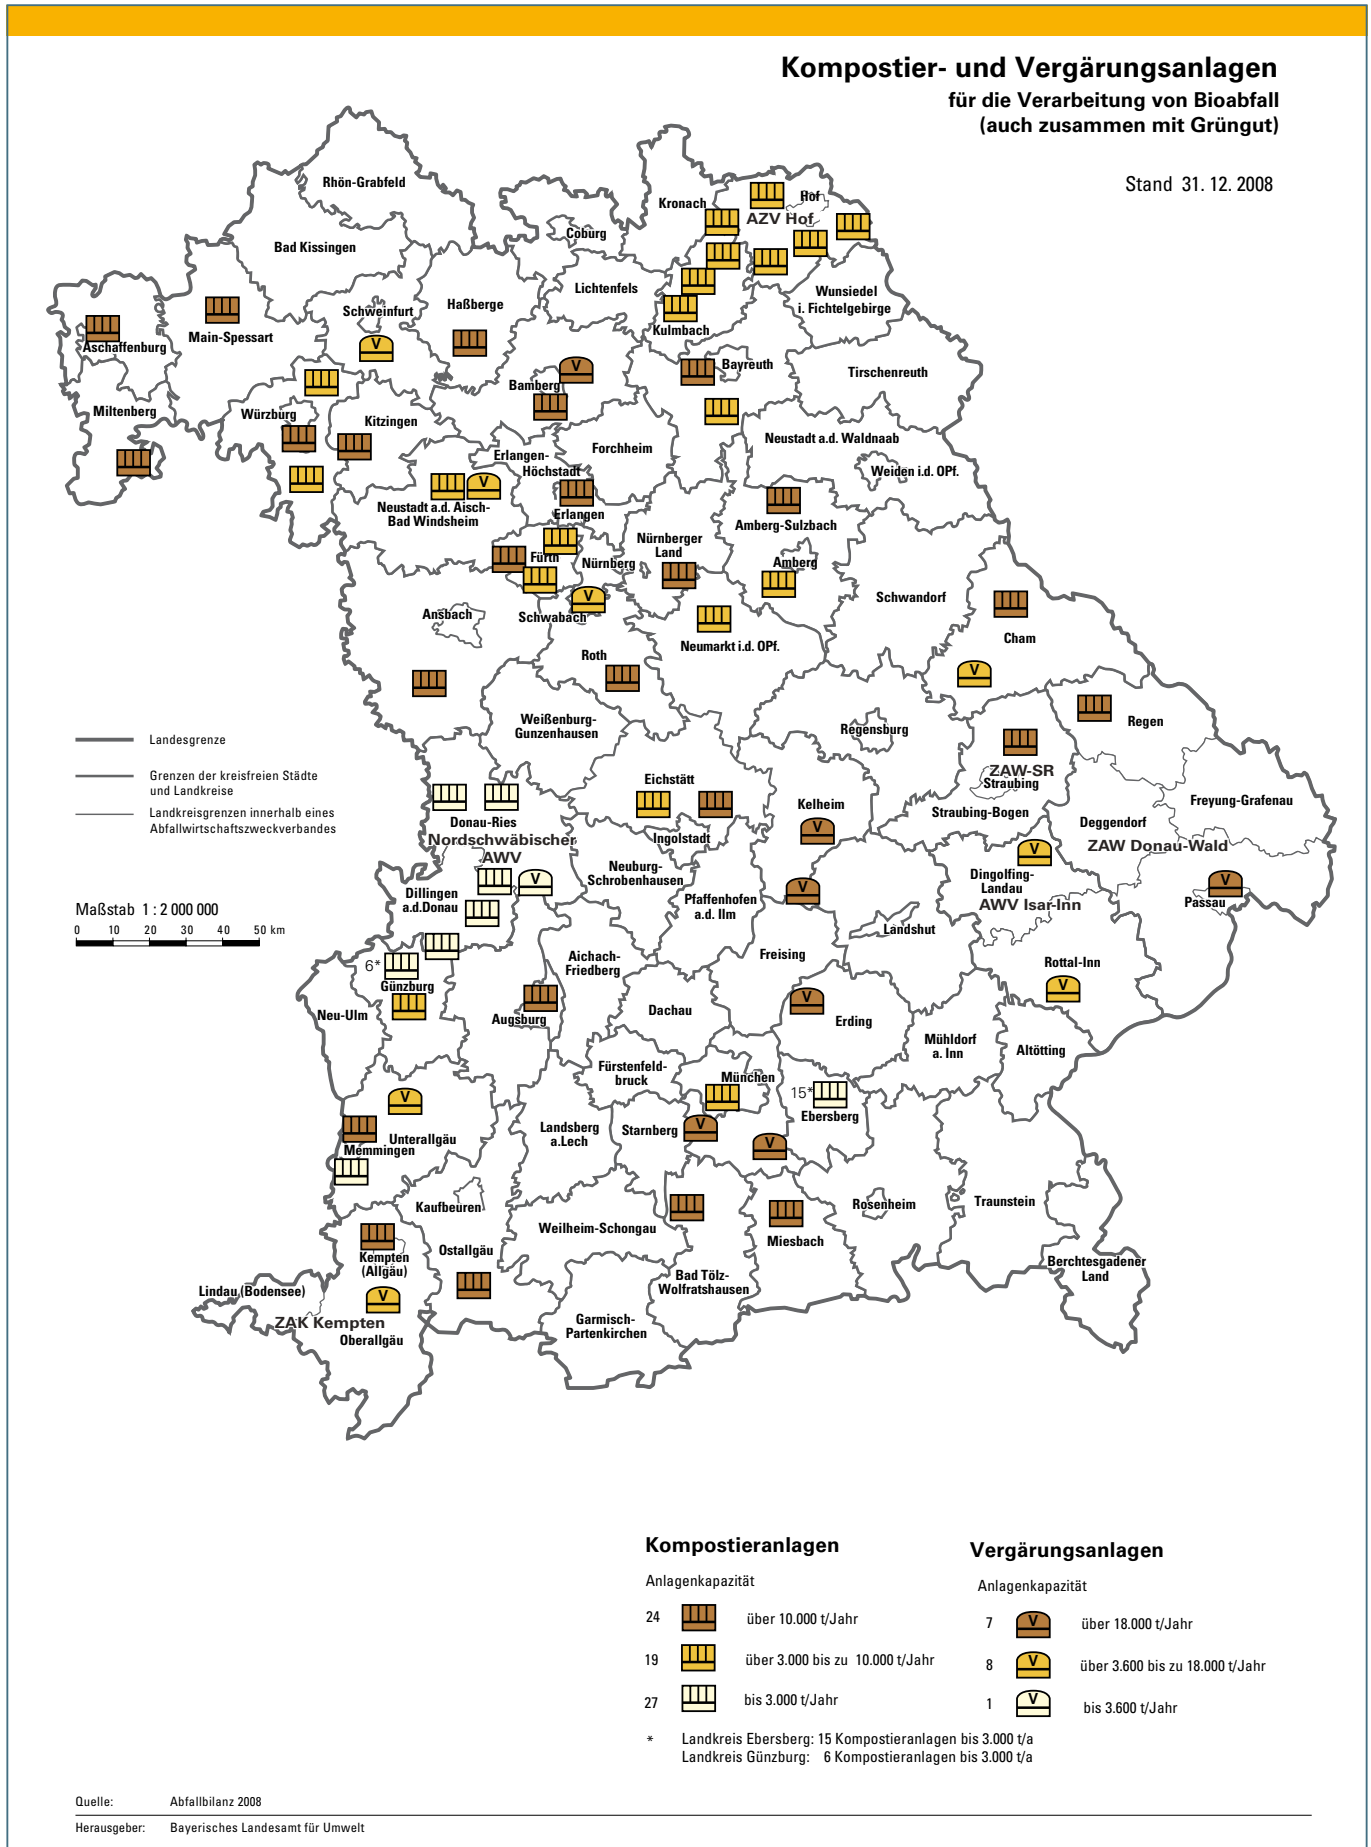 Kompostier- und Vergärungsanlagen
für die Verarbeitung von Bioabfall
(auch zusammen mit Grüngut)
Stand 31. 12. 2008
Rhön-Grabfeld
Kronach
Hof
AZV Hof
Coburg
Bad Kissingen
Lichtenfels
Wunsiedel
i. Fichtelgebirge
Haßberge
Schweinfurt
Kulmbach
Main-Spessart
Aschaffenburg
Bayreuth
Tirschenreuth
Bamberg
Miltenberg
Würzburg
Kitzingen
Neustadt a.d. Waldnaab
Forchheim
Erlangen-
Höchstadt
Weiden i.d. OPf.
Neustadt a.d. Aisch-
Bad Windsheim
Erlangen
Amberg-Sulzbach
Nürnberger
Land
Fürth
Nürnberg
Amberg
Schwandorf
Ansbach
Schwabach
Cham
Neumarkt i.d. OPf.
Roth
V
V
V
V
V
Weißenburg-
Gunzenhausen
Regensburg
Regen
Landesgrenze
Grenzen der kreisfreien Städte
und Landkreise
Landkreisgrenzen innerhalb eines
Abfallwirtschaftszweckverbandes
ZAW-SR
Straubing
Eichstätt
Freyung-Grafenau
Kelheim
Straubing-Bogen
Deggendorf
Donau-Ries
Nordschwäbischer
AWV
Ingolstadt
ZAW Donau-Wald
V
V
V
V
V
Neuburg-
Schrobenhausen
Dingolfing-
Landau
Dillingen
a.d.Donau
Pfaffenhofen
a.d. Ilm
AWV Isar-Inn
Passau
Maßstab 1 : 2 000 000
0 10 20 30 40 50 km
Landshut
Aichach-
Friedberg
Freising
Rottal-Inn
6*
Günzburg
V
V
Neu-Ulm
Augsburg
Dachau
Erding
Mühldorf
a. Inn
Altötting
Fürstenfeld-
bruck
München
15*
Ebersberg
V
V
V
Memmingen
Unterallgäu
Landsberg
a.Lech
Starnberg
Kaufbeuren
Rosenheim
Traunstein
Weilheim-Schongau
Ostallgäu
Miesbach
Kempten
(Allgäu)
Berchtesgadener
Land
Bad Tölz-
Wolfratshausen
Lindau (Bodensee)
V
ZAK Kempten
Oberallgäu
Garmisch-
Partenkirchen
Kompostieranlagen
Anlagenkapazität
24 über 10.000 t/Jahr
19 über 3.000 bis zu 10.000 t/Jahr
27 bis 3.000 t/Jahr
Vergärungsanlagen
Anlagenkapazität
7 V über 18.000 t/Jahr
8 V über 3.600 bis zu 18.000 t/Jahr
1 V bis 3.600 t/Jahr
* Landkreis Ebersberg: 15 Kompostieranlagen bis 3.000 t/a
Landkreis Günzburg: 6 Kompostieranlagen bis 3.000 t/a
Quelle: Abfallbilanz 2008
Herausgeber: Bayerisches Landesamt für Umwelt